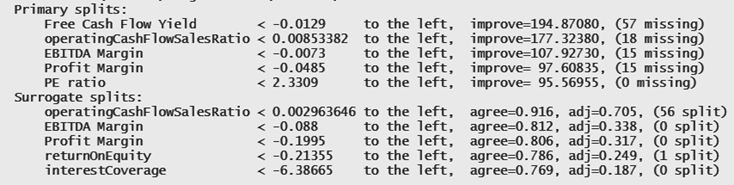 Primary splits:
Free Cash Flow Yield < -0.0129 to the left, improve=194.87080, (57 missing)
operatingCashFlowSalesRatio < 0.00853382 to the left, improve=177.32380, (18 missing)
EBITDA Margin < -0.0073 to the left, improve=107.92730, (15 missing)
Profit Margin < -0.0485 to the left, improve= 97.60835, (15 missing)
PE ratio < 2.3309 to the left, improve= 95.56955, (0 missing)
Surrogate splits:
operatingCashFlowSalesRatio < 0.002963646 to the left, agree=0.916, adj=0.705, (56 split)
EBITDA Margin < -0.088 to the left, agree=0.812, adj=0.338, (0 split)
Profit Margin < -0.1995 to the left, agree=0.806, adj=0.317, (0 split)
returnOnEquity < -0.21355 to the left, agree=0.786, adj=0.249, (1 split)
interestCoverage < -6.38665 to the left, agree=0.769, adj=0.187, (0 split)